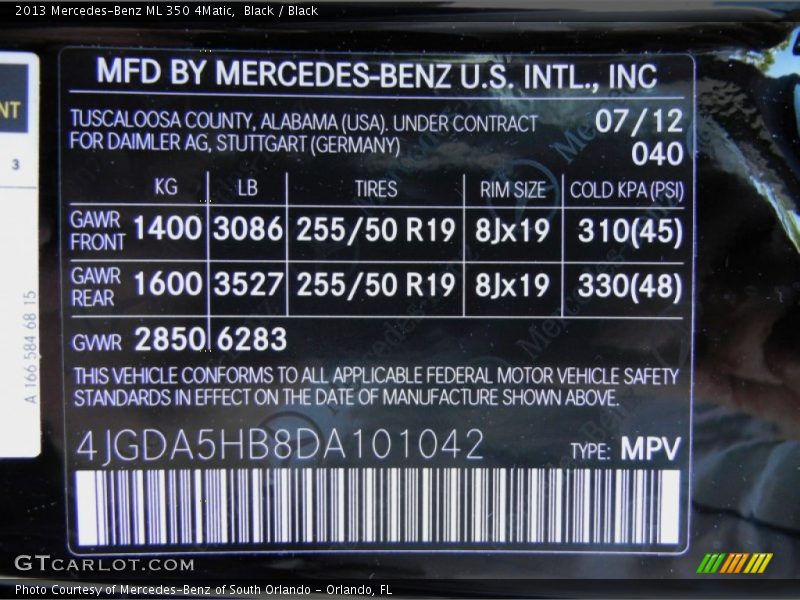 2013 Mercedes-Benz ML 350 4Matic,  Black / Black
MFD BY MERCEDES-BENZ U.S. INTL., INC
TUSCALOOSA COUNTY, ALABAMA (USA). UNDER CONTRACT
FOR DAIMLER AG, STUTTGART (GERMANY)
07/12
040
KG LB TIRES RIM SIZE COLD KPA (PSI)
GAWR FRONT 1400 3086 255/50 R19 8Jx19 310(45)
GAWR REAR 1600 3527 255/50 R19 8Jx19 330(48)
GVWR 2850 6283
THIS VEHICLE CONFORMS TO ALL APPLICABLE FEDERAL MOTOR VEHICLE SAFETY
STANDARDS IN EFFECT ON THE DATE OF MANUFACTURE SHOWN ABOVE.
4JGDA5HB8DA101042 TYPE: MPV
NT
3
A 166 584 68 15
GTCARLOT.COM
Photo Courtesy of Mercedes-Benz of South Orlando - Orlando, FL